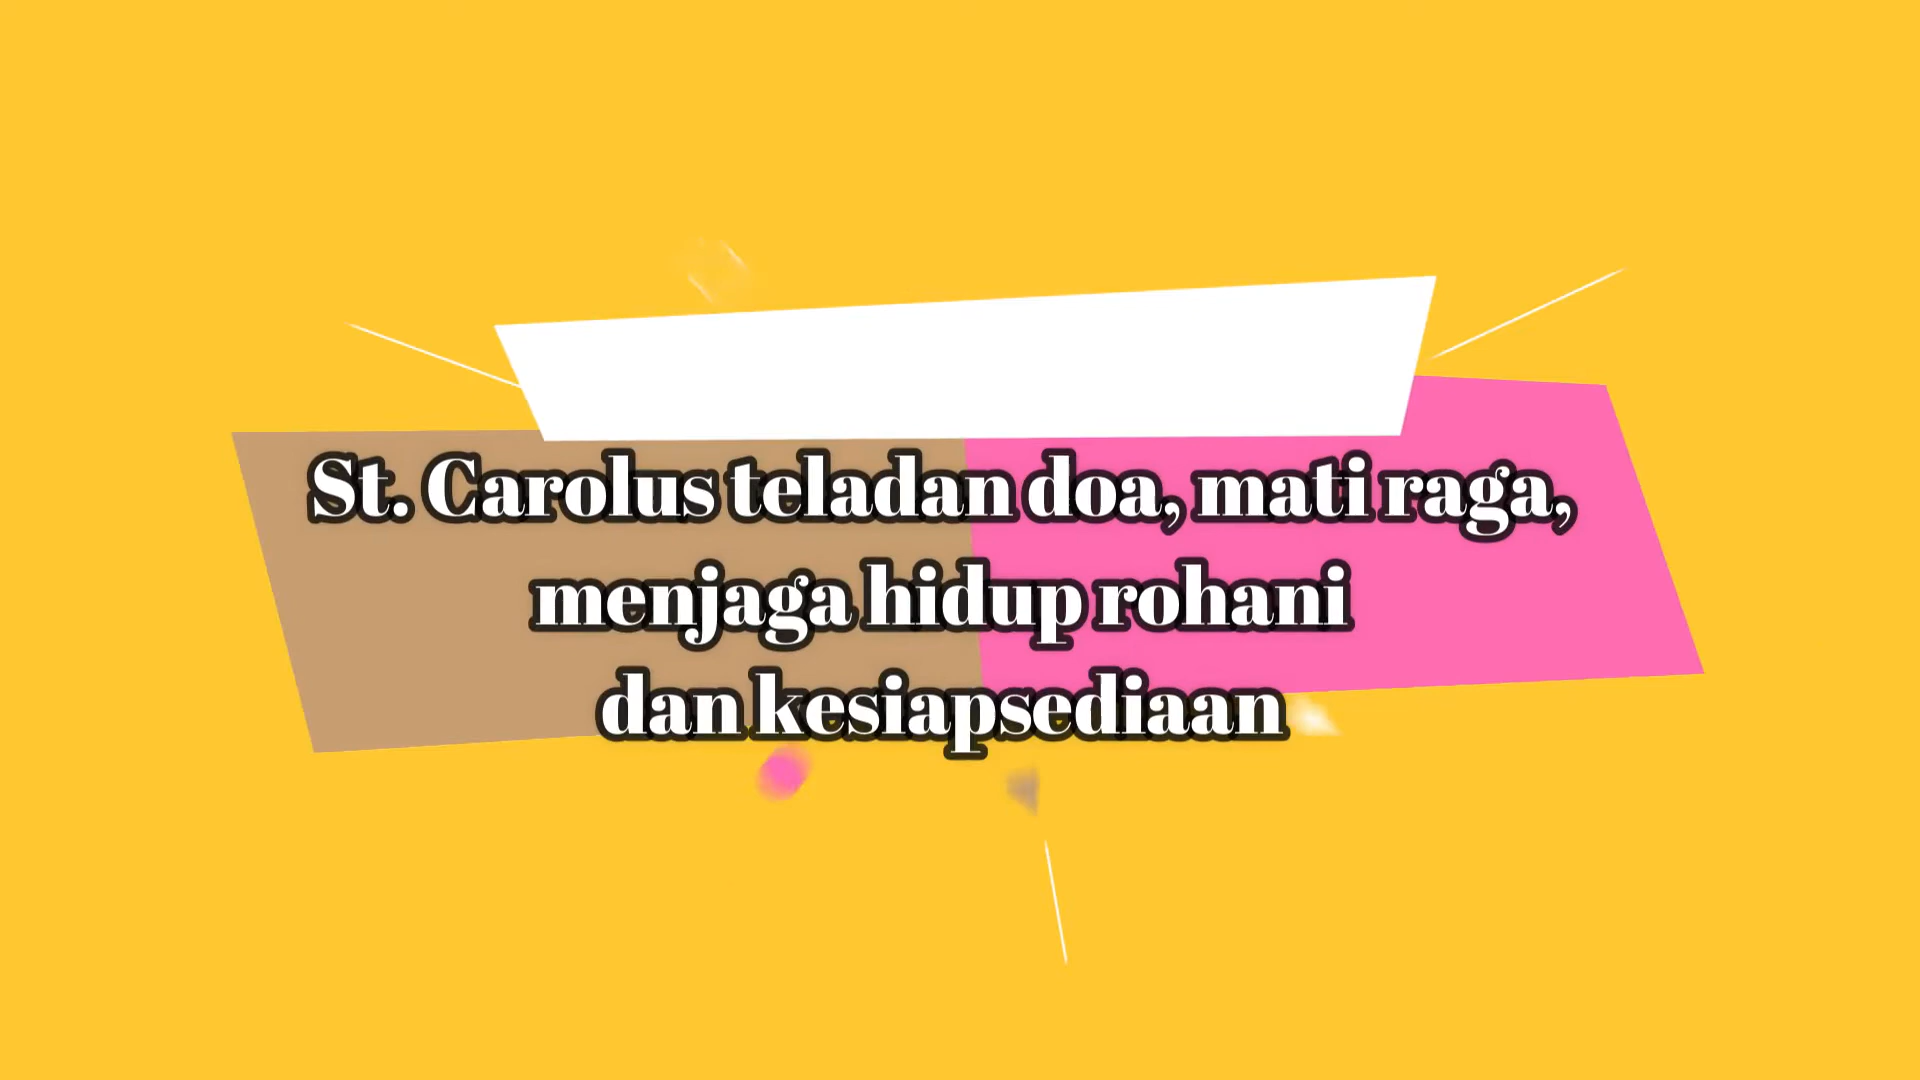 St. Carolus teladan doa, mati raga,
menjaga hidup rohani
dan kesiapsediaan